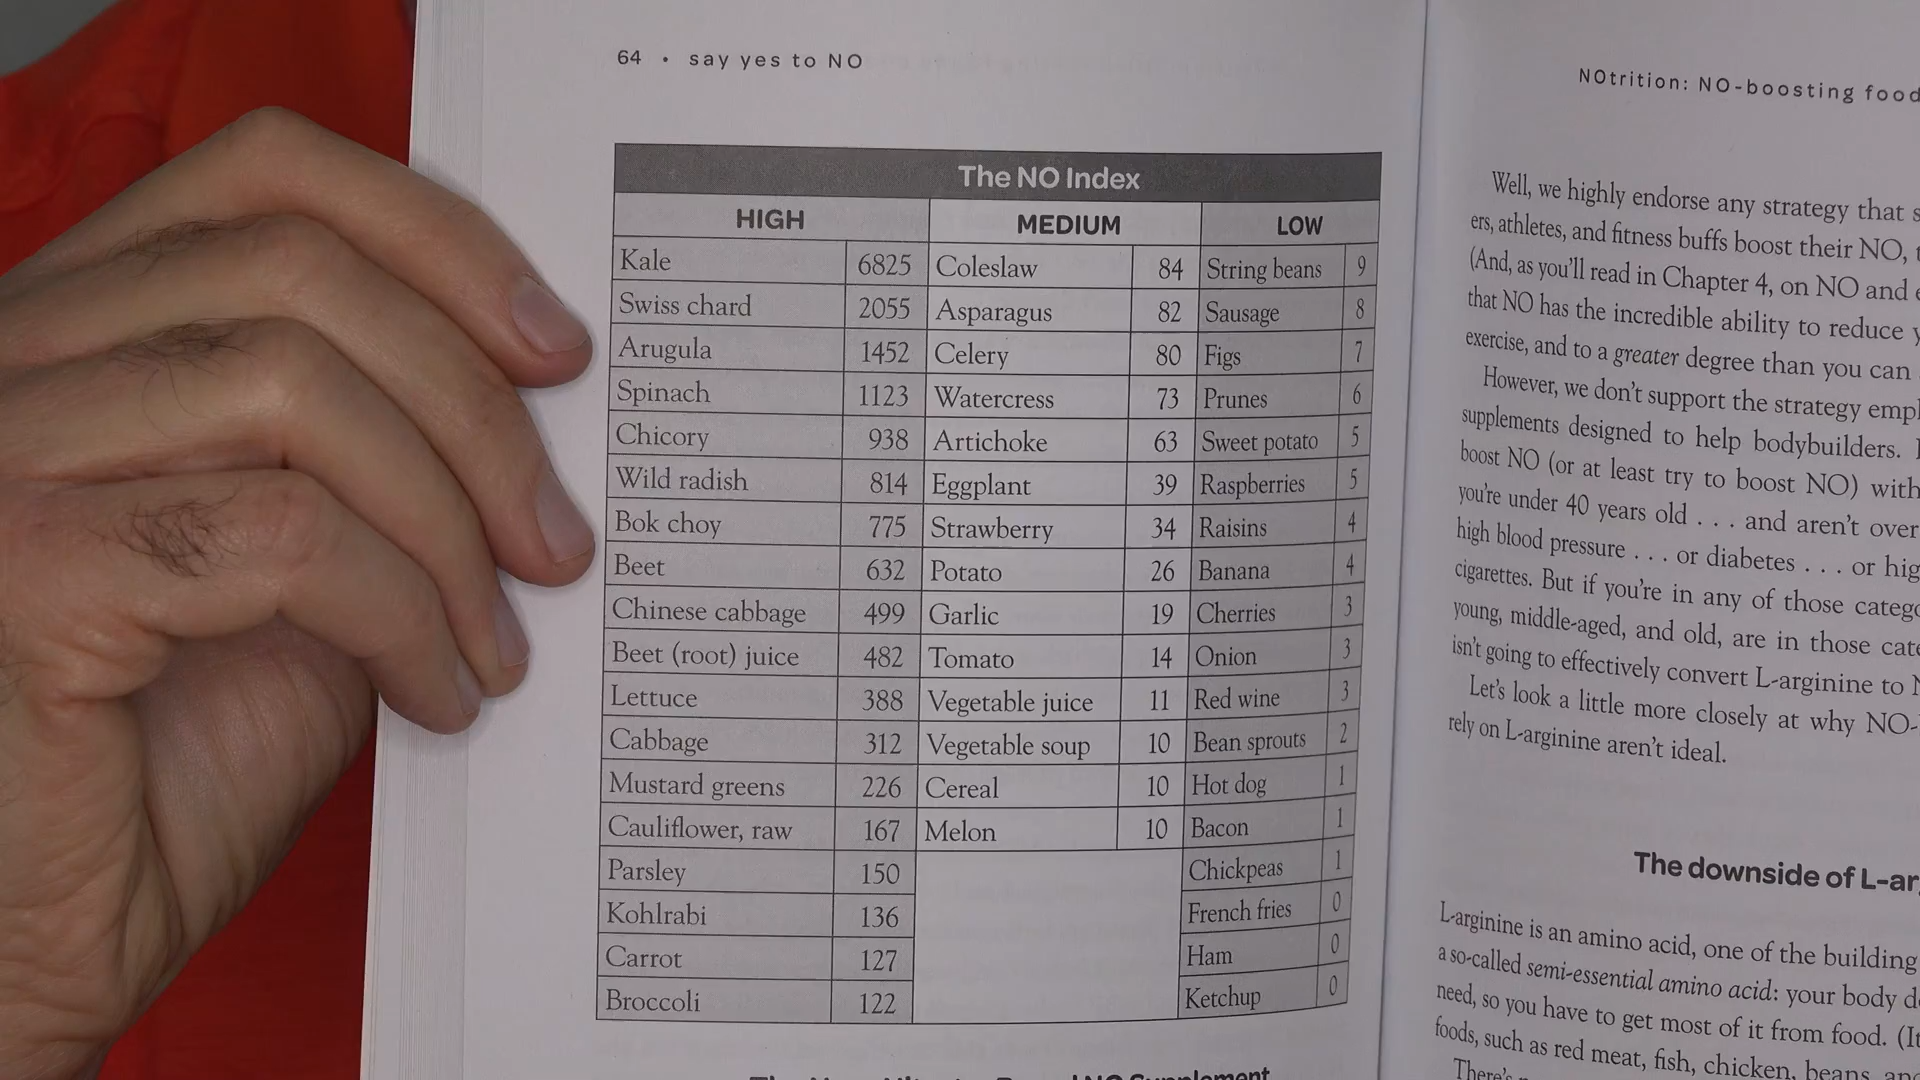 64 • say yes to NO
The NO Index
HIGH MEDIUM LOW
Kale 6825 Coleslaw 84 String beans 9
Swiss chard 2055 Asparagus 82 Sausage 8
Arugula 1452 Celery 80 Figs 7
Spinach 1123 Watercress 73 Prunes 6
Chicory 938 Artichoke 63 Sweet potato 5
Wild radish 814 Eggplant 39 Raspberries 5
Bok choy 775 Strawberry 34 Raisins 4
Beet 632 Potato 26 Banana 4
Chinese cabbage 499 Garlic 19 Cherries 3
Beet (root) juice 482 Tomato 14 Onion 3
Lettuce 388 Vegetable juice 11 Red wine 3
Cabbage 312 Vegetable soup 10 Bean sprouts 2
Mustard greens 226 Cereal 10 Hot dog 1
Cauliflower, raw 167 Melon 10 Bacon 1
Parsley 150 Chickpeas 1
Kohlrabi 136 French fries 0
Carrot 127 Ham 0
Broccoli 122 Ketchup 0
NOtrition: NO-boosting food
Well, we highly endorse any strategy that
ers, athletes, and fitness buffs boost their NO,
(And, as you'll read in Chapter 4, on NO and
that NO has the incredible ability to reduce
exercise, and to a greater degree than you can
However, we don't support the strategy
supplements designed to help bodybuilders.
boost NO (or at least try to boost NO) with
you're under 40 years old . . . and aren't over
high blood pressure . . . or diabetes . . . or
cigarettes. But if you're in any of those
young, middle-aged, and old, are in those
isn't going to effectively convert L-arginine to
Let's look a little more closely at why NO-
rely on L-arginine aren't ideal.
The downside of L-ar
L-arginine is an amino acid, one of the building
a so-called semi-essential amino acid: your body
need, so you have to get most of it from food.
foods, such as red meat, fish, chicken, beans,
There's